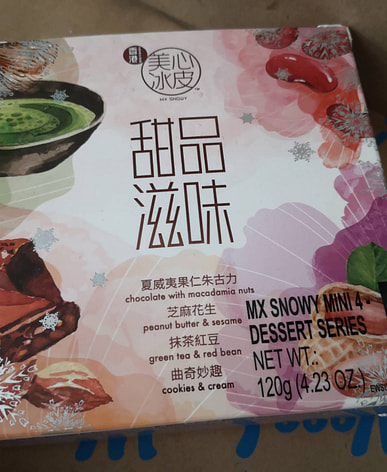 香港
美心
冰皮
MX SNOWY
甜品
滋味
夏威夷果仁朱古力
chocolate with macadamia nuts
芝麻花生
peanut butter & sesame
抹茶紅豆
green tea & red bean
曲奇妙趣
cookies & cream
MX SNOWY MINI 4 -
DESSERT SERIES
NET WT.:
120g (4.23 OZ.)